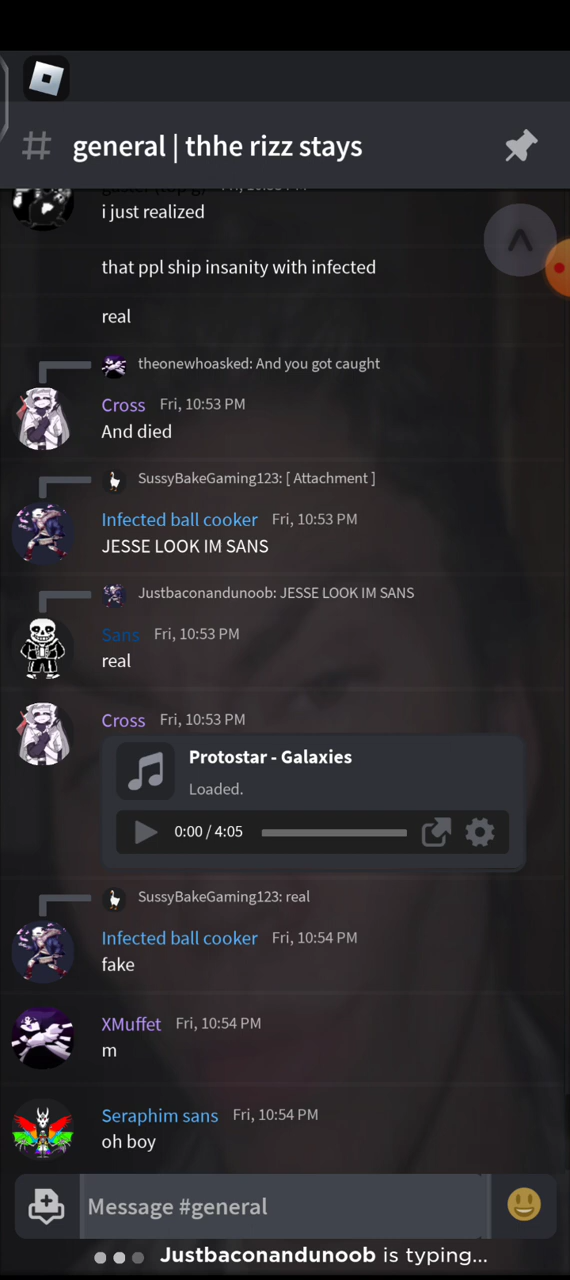 general | thhe rizz stays
i just realized
that ppl ship insanity with infected
real
theonewhoasked: And you got caught
Cross Fri, 10:53 PM
And died
SussyBakeGaming123: [ Attachment ]
Infected ball cooker Fri, 10:53 PM
JESSE LOOK IM SANS
Justbaconandunoob: JESSE LOOK IM SANS
Sans Fri, 10:53 PM
real
Cross Fri, 10:53 PM
Protostar - Galaxies
Loaded.
0:00 / 4:05
SussyBakeGaming123: real
Infected ball cooker Fri, 10:54 PM
fake
XMuffet Fri, 10:54 PM
m
Seraphim sans Fri, 10:54 PM
oh boy
Message #general
Justbaconandunoob is typing...